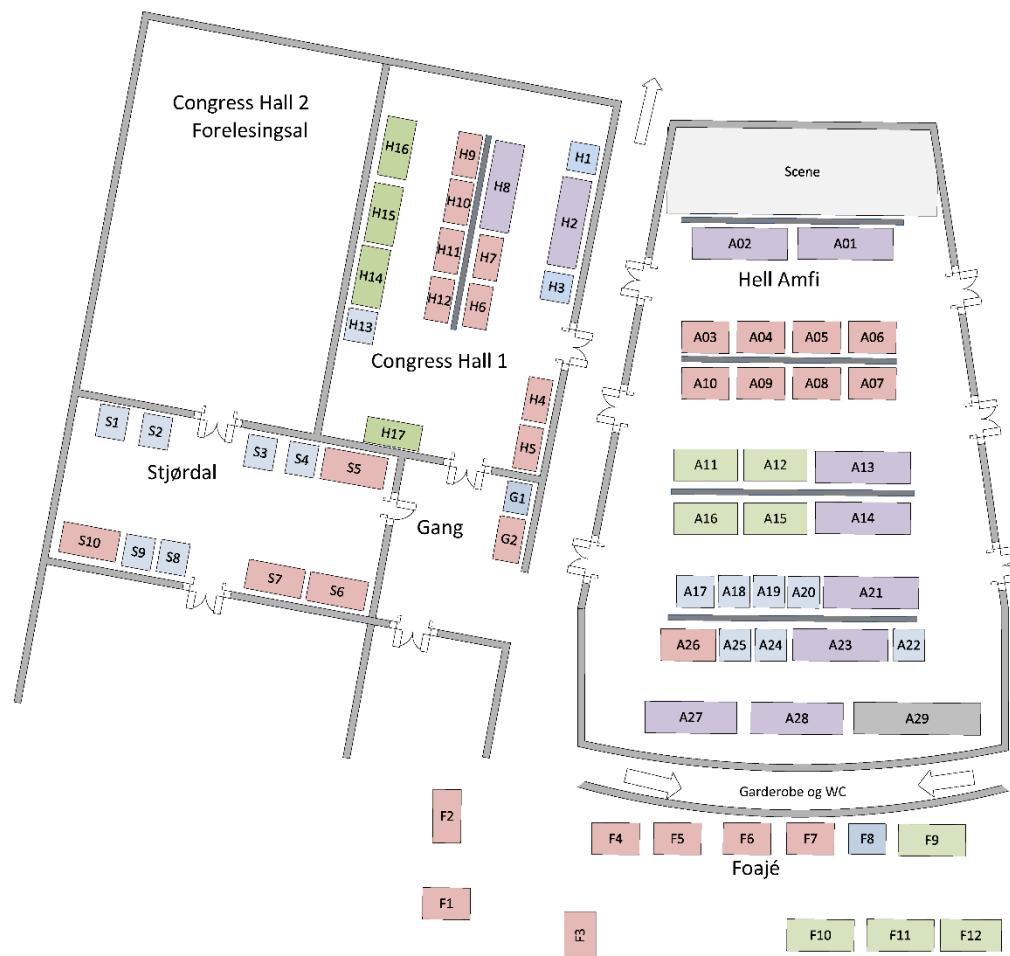 Congress Hall 2
Forelesingsal
H16
H15
H14
H13
H9
H10
H11
H12
H8
H7
H6
H1
H2
H3
Congress Hall 1
H4
H5
H17
S1
S2
S3
S4
S5
Stjørdal
Gang
G1
G2
S10
S9
S8
S7
S6
Scene
A02
A01
Hell Amfi
A03
A04
A05
A06
A10
A09
A08
A07
A11
A12
A13
A16
A15
A14
A17
A18
A19
A20
A21
A26
A25
A24
A23
A22
A27
A28
A29
Garderobe og WC
F2
F4
F5
F6
F7
F8
F9
Foajé
F1
F3
F10
F11
F12